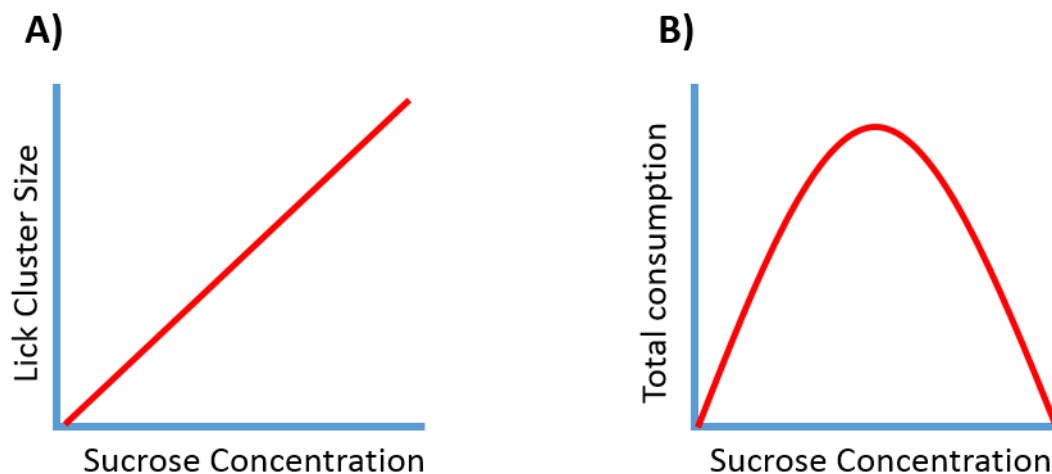 A)
Lick Cluster Size
Sucrose Concentration
B)
Total consumption
Sucrose Concentration